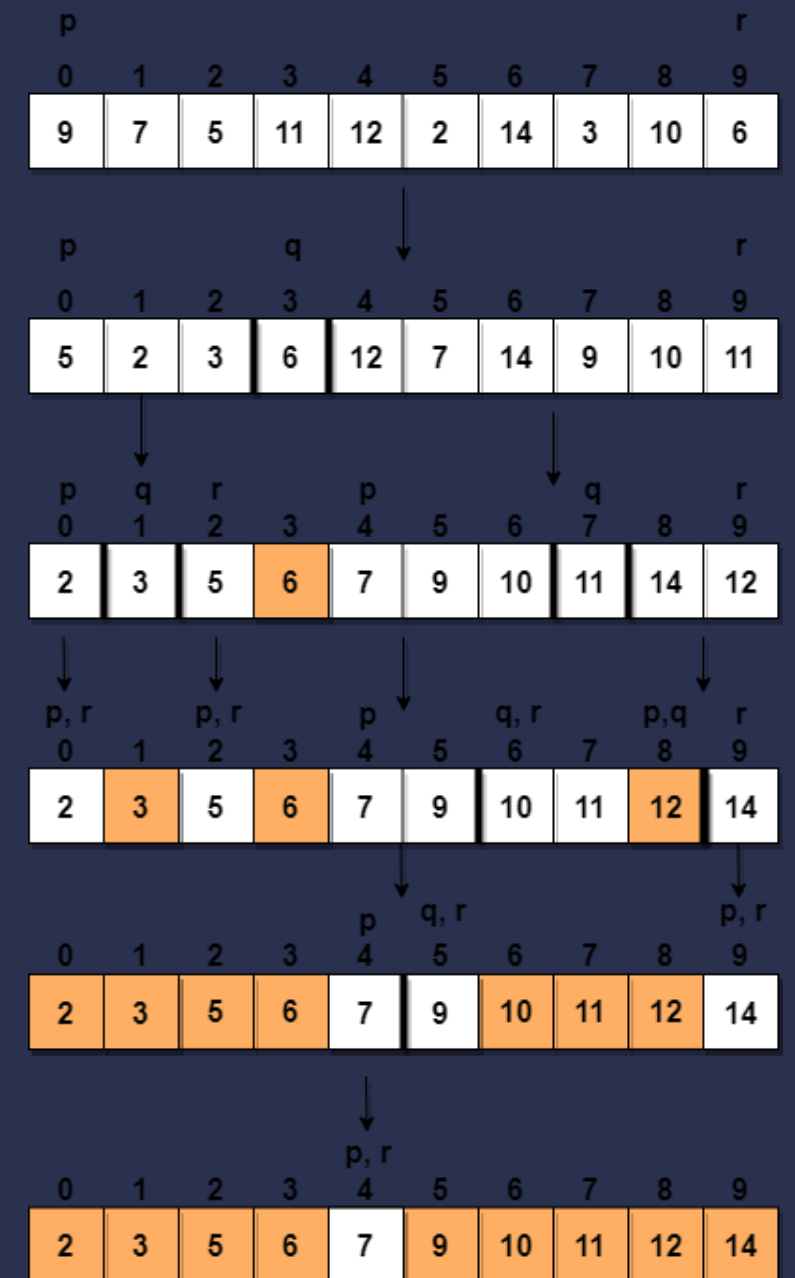 p r
0 1 2 3 4 5 6 7 8 9
9 7 5 11 12 2 14 3 10 6
p q r
0 1 2 3 4 5 6 7 8 9
5 2 3 6 12 7 14 9 10 11
p q r p q r
0 1 2 3 4 5 6 7 8 9
2 3 5 6 7 9 10 11 14 12
p, r p, r p q, r p,q r
0 1 2 3 4 5 6 7 8 9
2 3 5 6 7 9 10 11 12 14
p q, r p, r
0 1 2 3 4 5 6 7 8 9
2 3 5 6 7 9 10 11 12 14
p, r
0 1 2 3 4 5 6 7 8 9
2 3 5 6 7 9 10 11 12 14